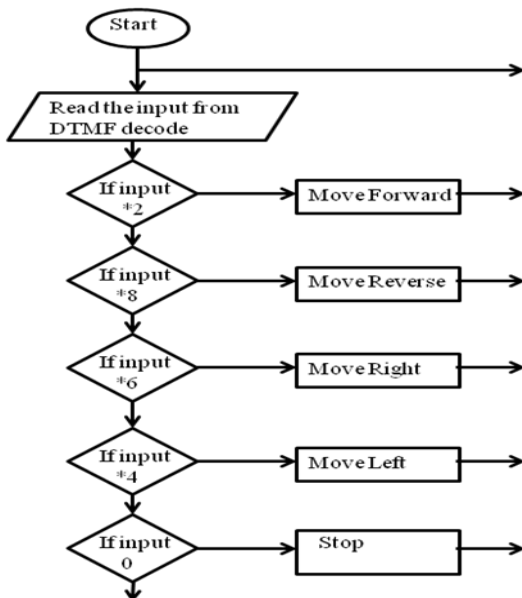 Start
Read the input from
DTMF decode
If input
*2
Move Forward
If input
*8
Move Reverse
If input
*6
Move Right
If input
*4
Move Left
If input
0
Stop